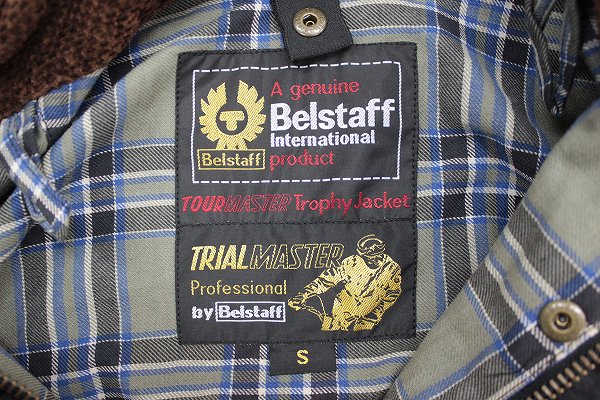 A genuine
Belstaff
International
Belstaff product
TOURMASTER Trophy Jacket
TRIALMASTER
Professional
by Belstaff
S